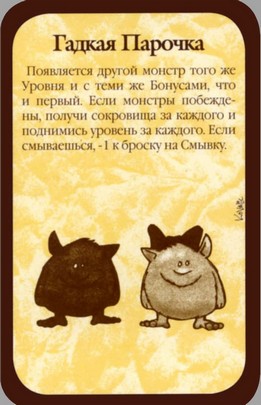 Гадкая Парочка
Появляется другой монстр того же
Уровня и с теми же Бонусами, что
и первый. Если монстры побежде-
ны, получи сокровища за каждого и
поднимись уровень за каждого. Если
смываешься, -1 к броску на Смывку.